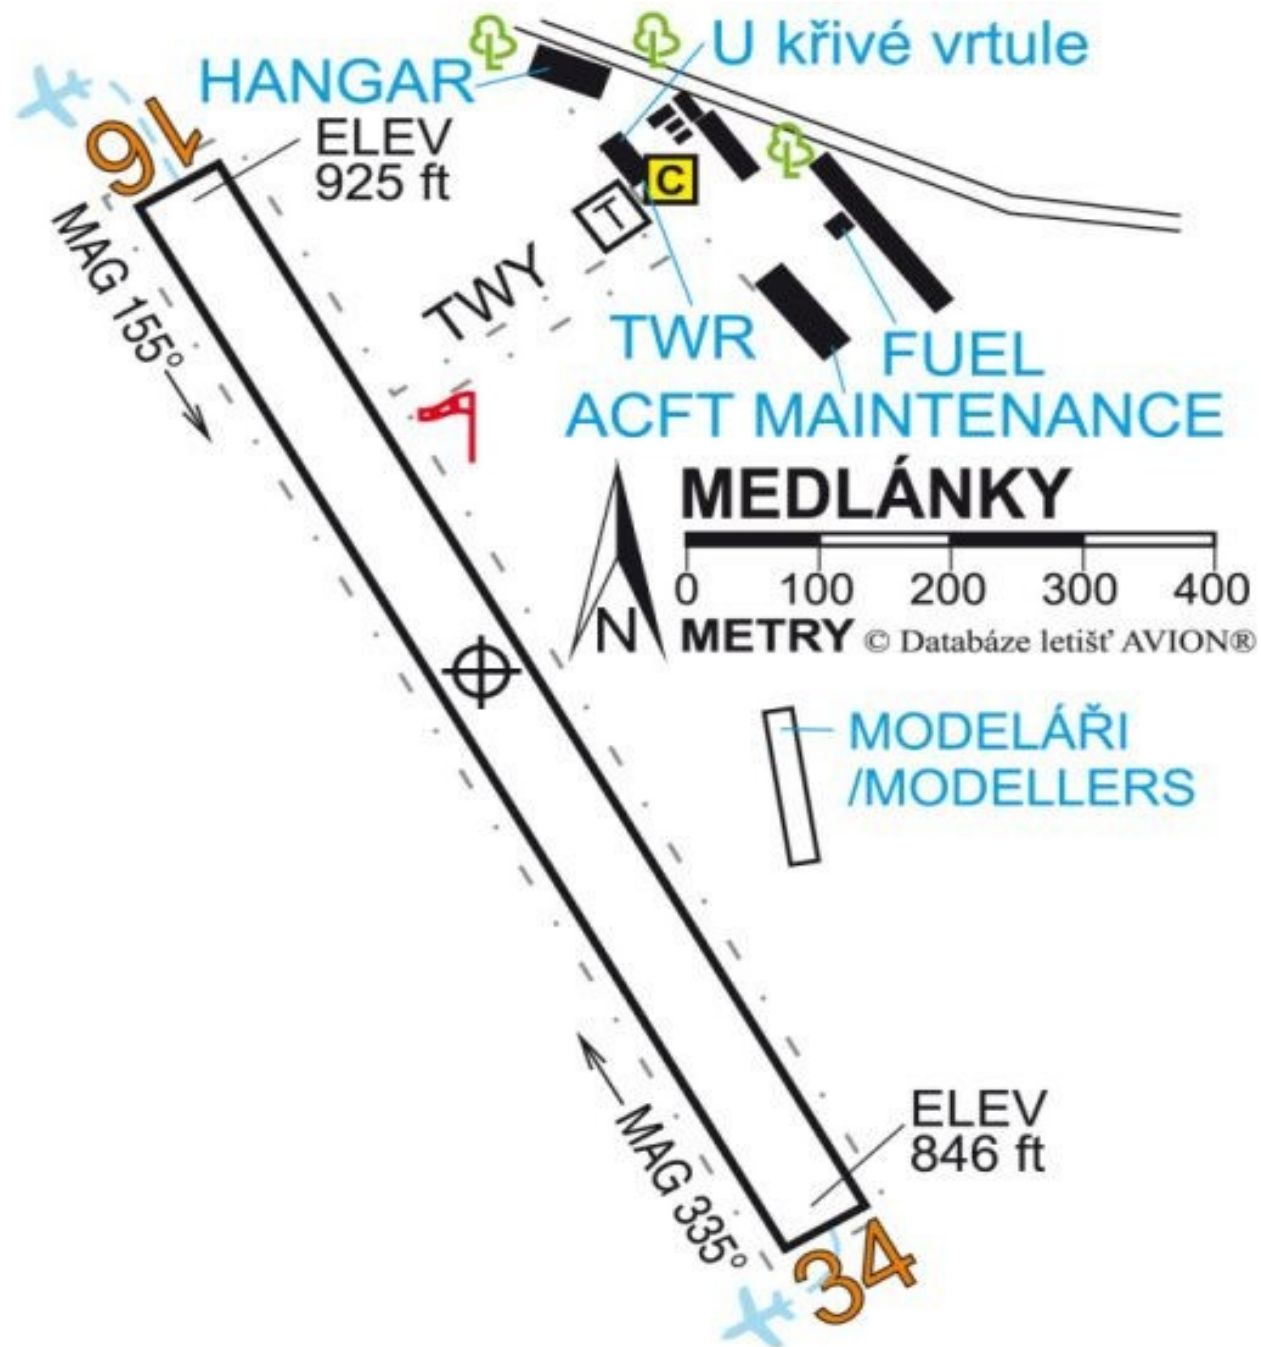 U křivé vrtule
HANGAR
16
ELEV
925 ft
C
T
MAG 155°
TWY
TWR
FUEL
ACFT MAINTENANCE
MEDLÁNKY
0 100 200 300 400
N
METRY © Databáze letišť AVION®
MODELÁŘI
/MODELLERS
ELEV
846 ft
MAG 335°
34